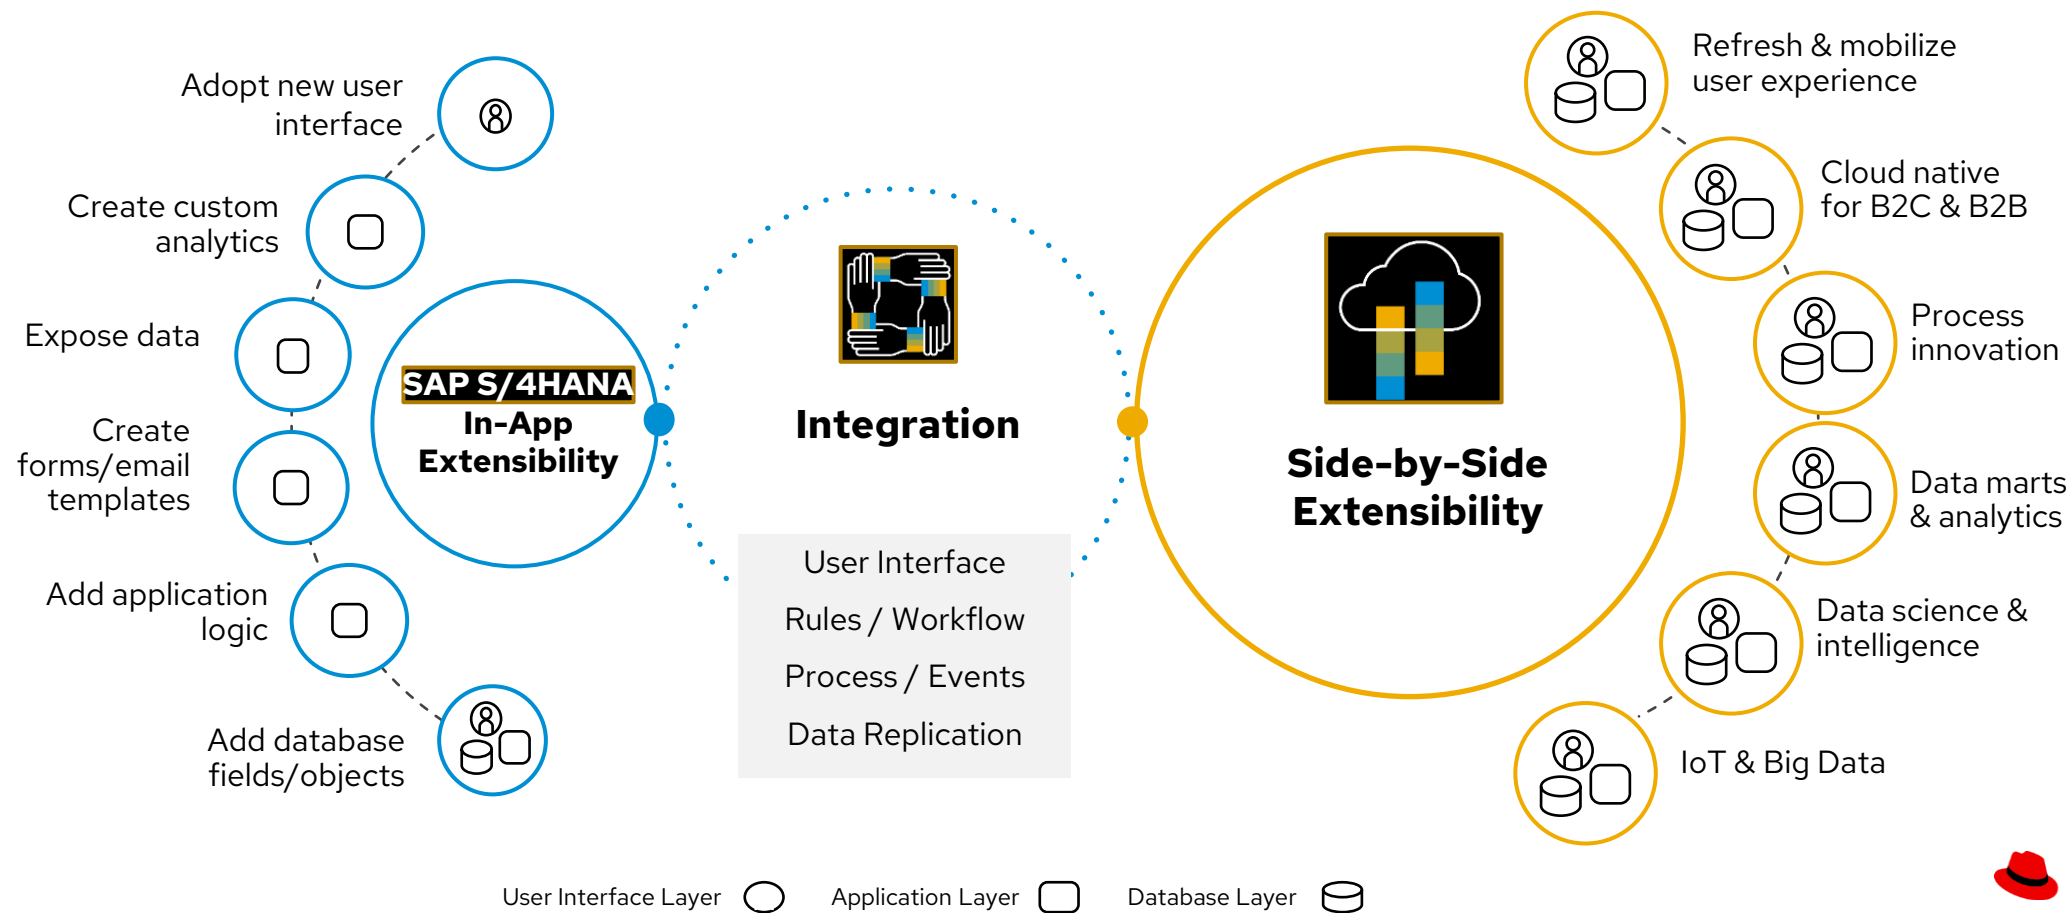 Adopt new user
interface
Create custom
analytics
Expose data
Create
forms/email
templates
Add application
logic
Add database
fields/objects
SAP S/4HANA
In-App
Extensibility
Integration
User Interface
Rules / Workflow
Process / Events
Data Replication
Side-by-Side
Extensibility
Refresh & mobilize
user experience
Cloud native
for B2C & B2B
Process
innovation
Data marts
& analytics
Data science &
intelligence
IoT & Big Data
User Interface Layer
Application Layer
Database Layer